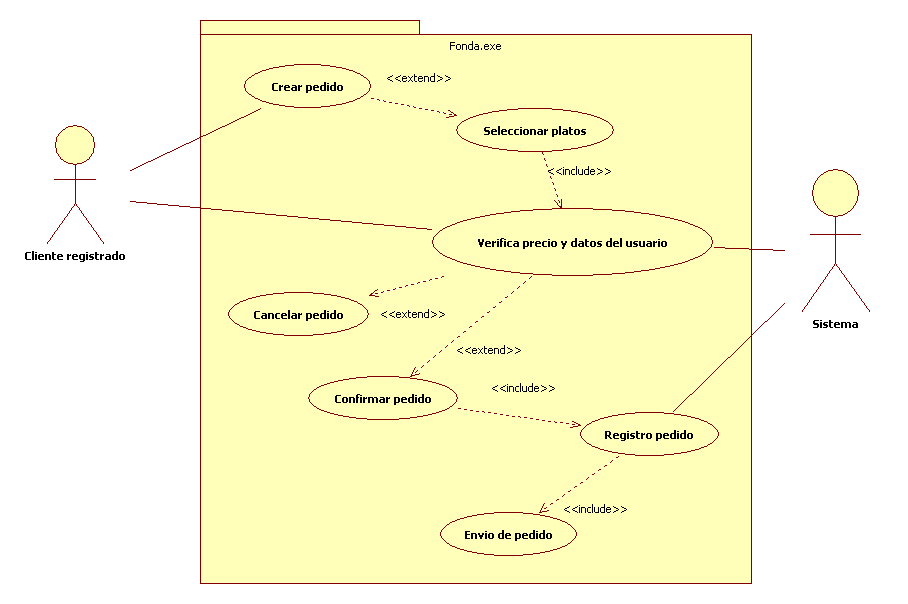 Fonda.exe
Crear pedido
<<extend>>
Seleccionar platos
<<include>>
Cliente registrado
Verifica precio y datos del usuario
Sistema
Cancelar pedido
<<extend>>
<<extend>>
Confirmar pedido
<<include>>
Registro pedido
<<include>>
Envio de pedido